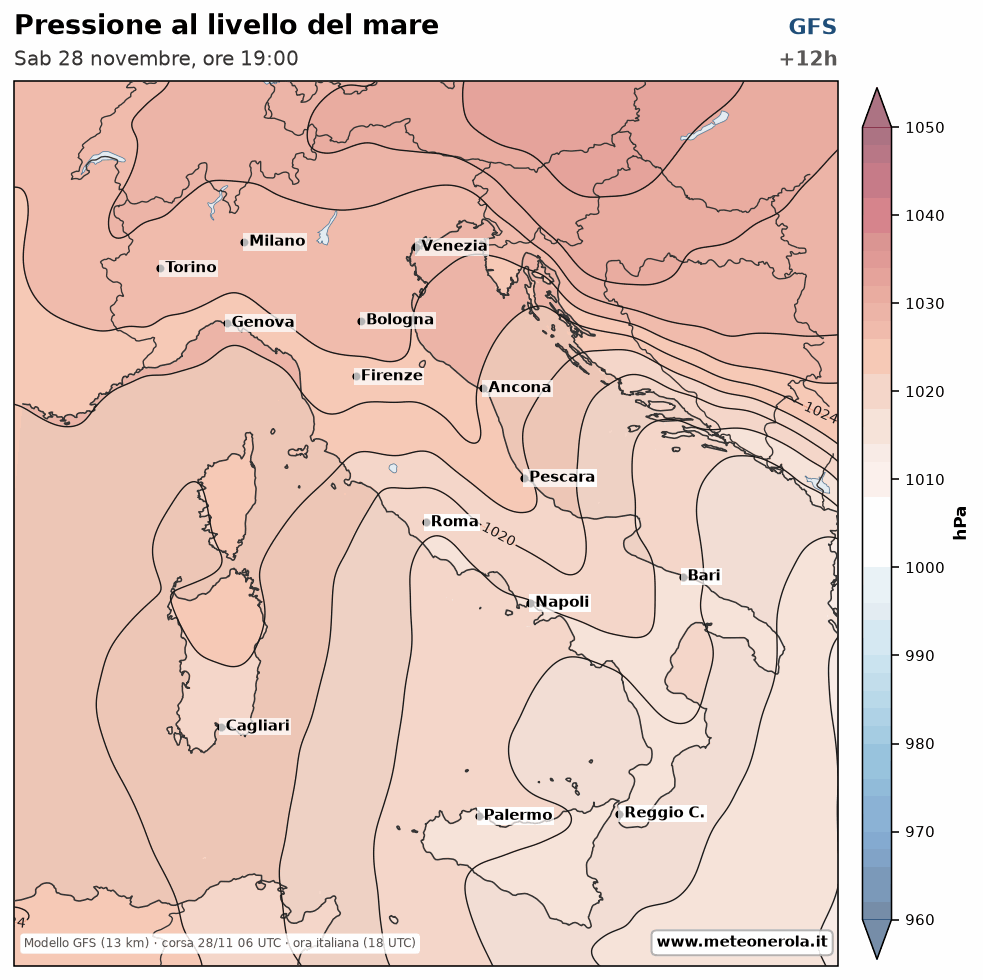 Pressione al livello del mare
GFS
Sab 28 novembre, ore 19:00
+12h
1050
1040
1030
1020
1010
1000
990
980
970
960
hPa
Milano
Venezia
Torino
Genova
Bologna
Firenze
Ancona
1024
Pescara
Roma
1020
Bari
Napoli
Cagliari
Palermo
Reggio C.
Modello GFS (13 km) · corsa 28/11 06 UTC · ora italiana (18 UTC)
www.meteonerola.it